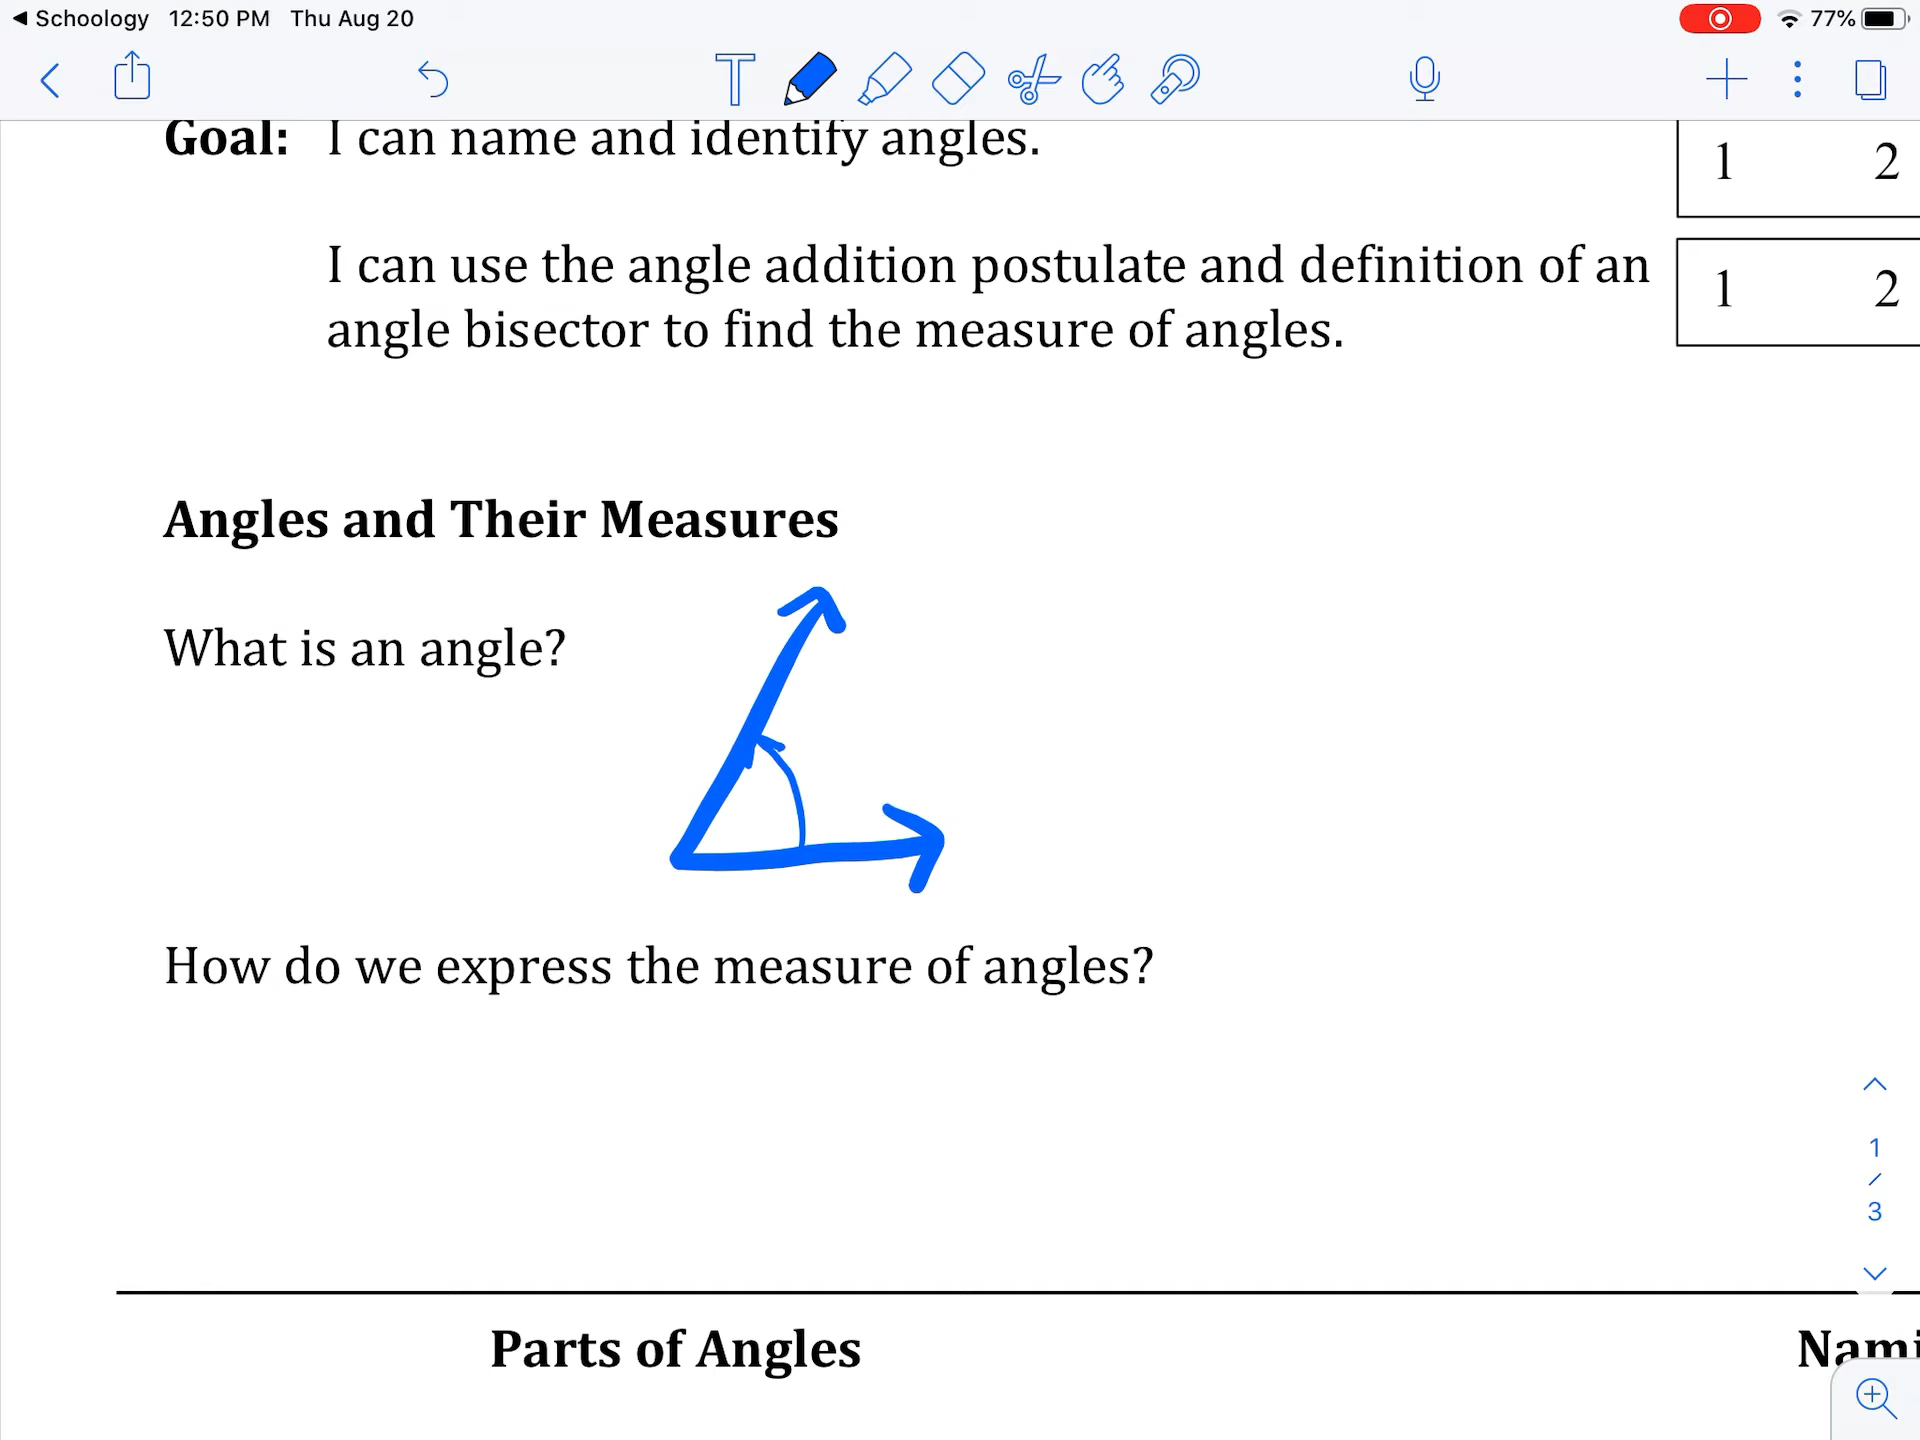 Schoology 12:50 PM Thu Aug 20 77%
Goal: I can name and identify angles.
1 2
I can use the angle addition postulate and definition of an
angle bisector to find the measure of angles.
1 2
Angles and Their Measures
What is an angle?
How do we express the measure of angles?
1
/
3
Parts of Angles